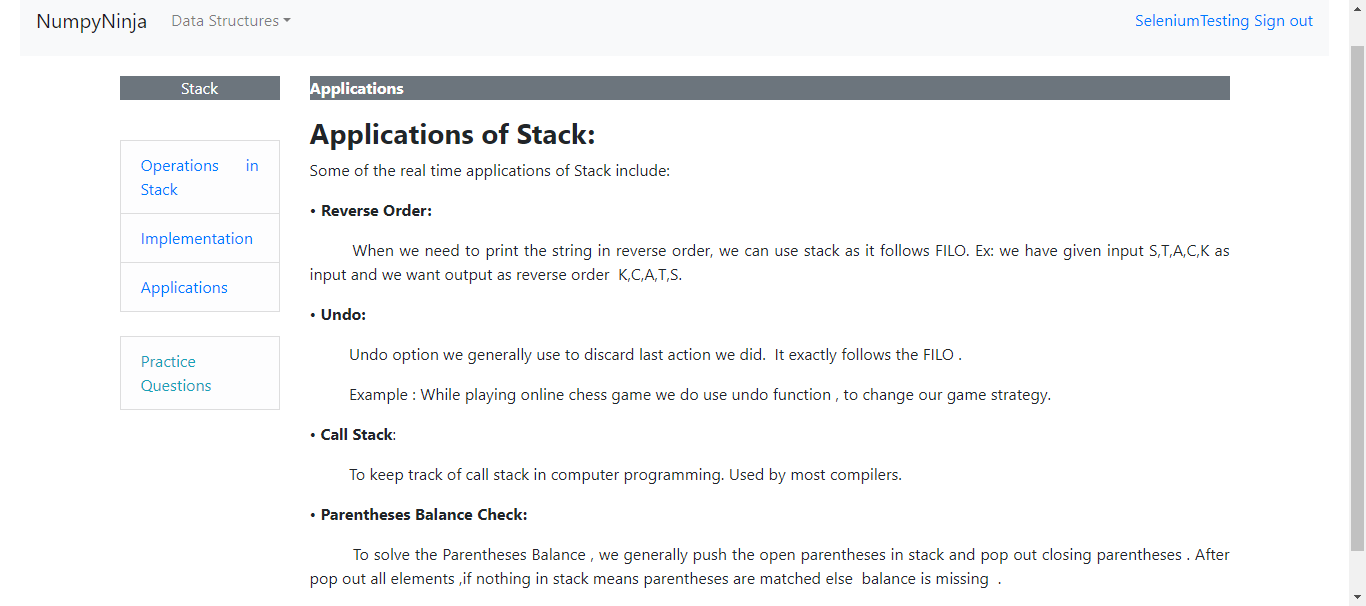 NumpyNinja Data Structures SeleniumTesting Sign out
Stack
Operations in
Stack
Implementation
Applications
Practice
Questions
Applications
Applications of Stack:
Some of the real time applications of Stack include:
• Reverse Order:
When we need to print the string in reverse order, we can use stack as it follows FILO. Ex: we have given input S,T,A,C,K as
input and we want output as reverse order K,C,A,T,S.
• Undo:
Undo option we generally use to discard last action we did. It exactly follows the FILO .
Example : While playing online chess game we do use undo function , to change our game strategy.
• Call Stack:
To keep track of call stack in computer programming. Used by most compilers.
• Parentheses Balance Check:
To solve the Parentheses Balance , we generally push the open parentheses in stack and pop out closing parentheses . After
pop out all elements ,if nothing in stack means parentheses are matched else balance is missing .